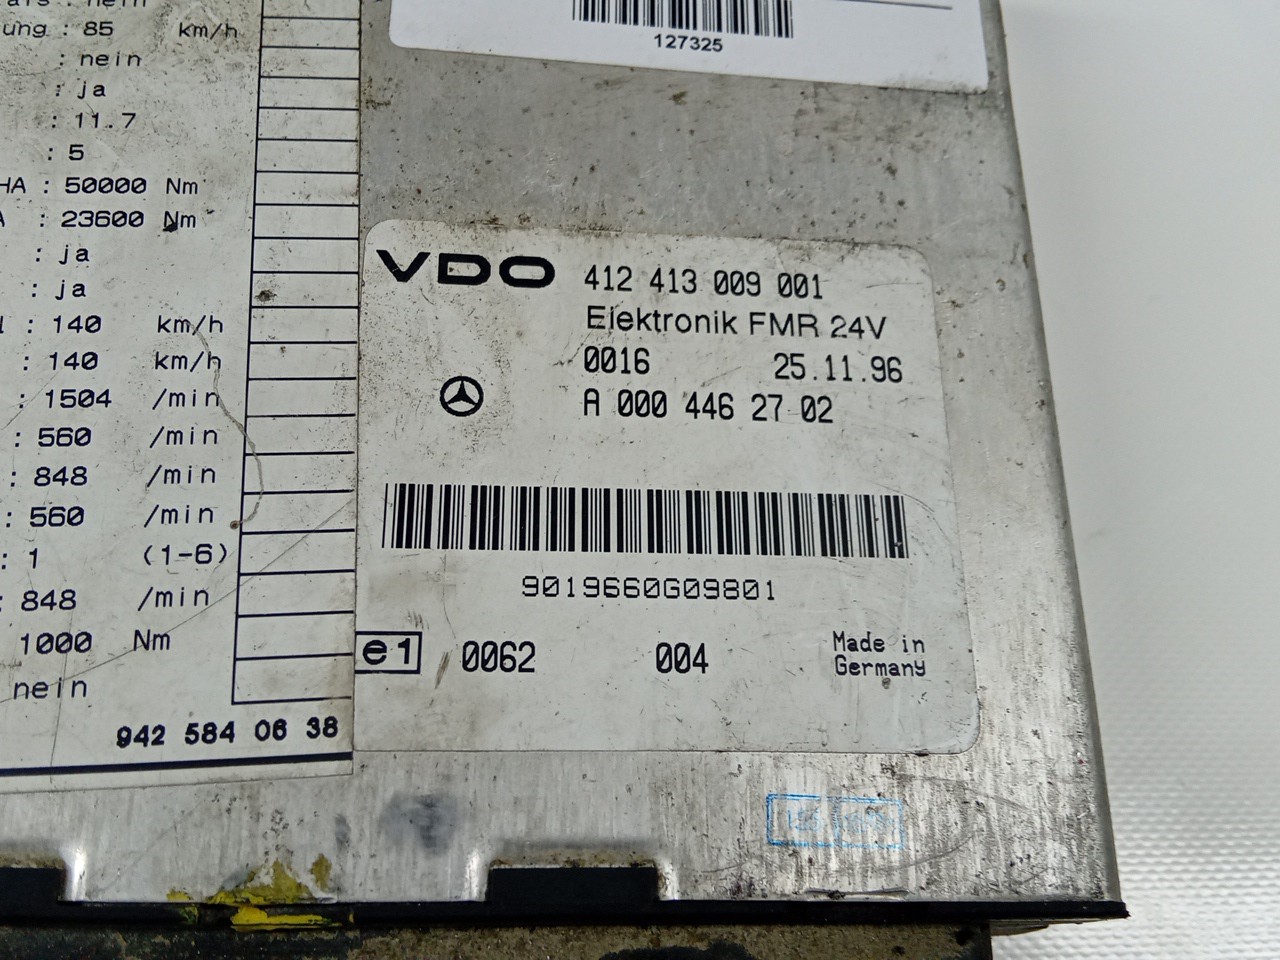 : nein
ung : 85 km/h
: nein
: ja
: 11.7
: 5
HA : 50000 Nm
A : 23600 Nm
: ja
: ja
: 140 km/h
: 140 km/h
: 1504 /min
: 560 /min
: 848 /min
: 560 /min
: 1 (1-6)
: 848 /min
1000 Nm
nein
942 584 06 38
127325
VDO 412 413 009 001
Elektronik FMR 24V
0016 25.11.96
A 000 446 27 02
9019660G09801
e1 0062 004 Made in
Germany